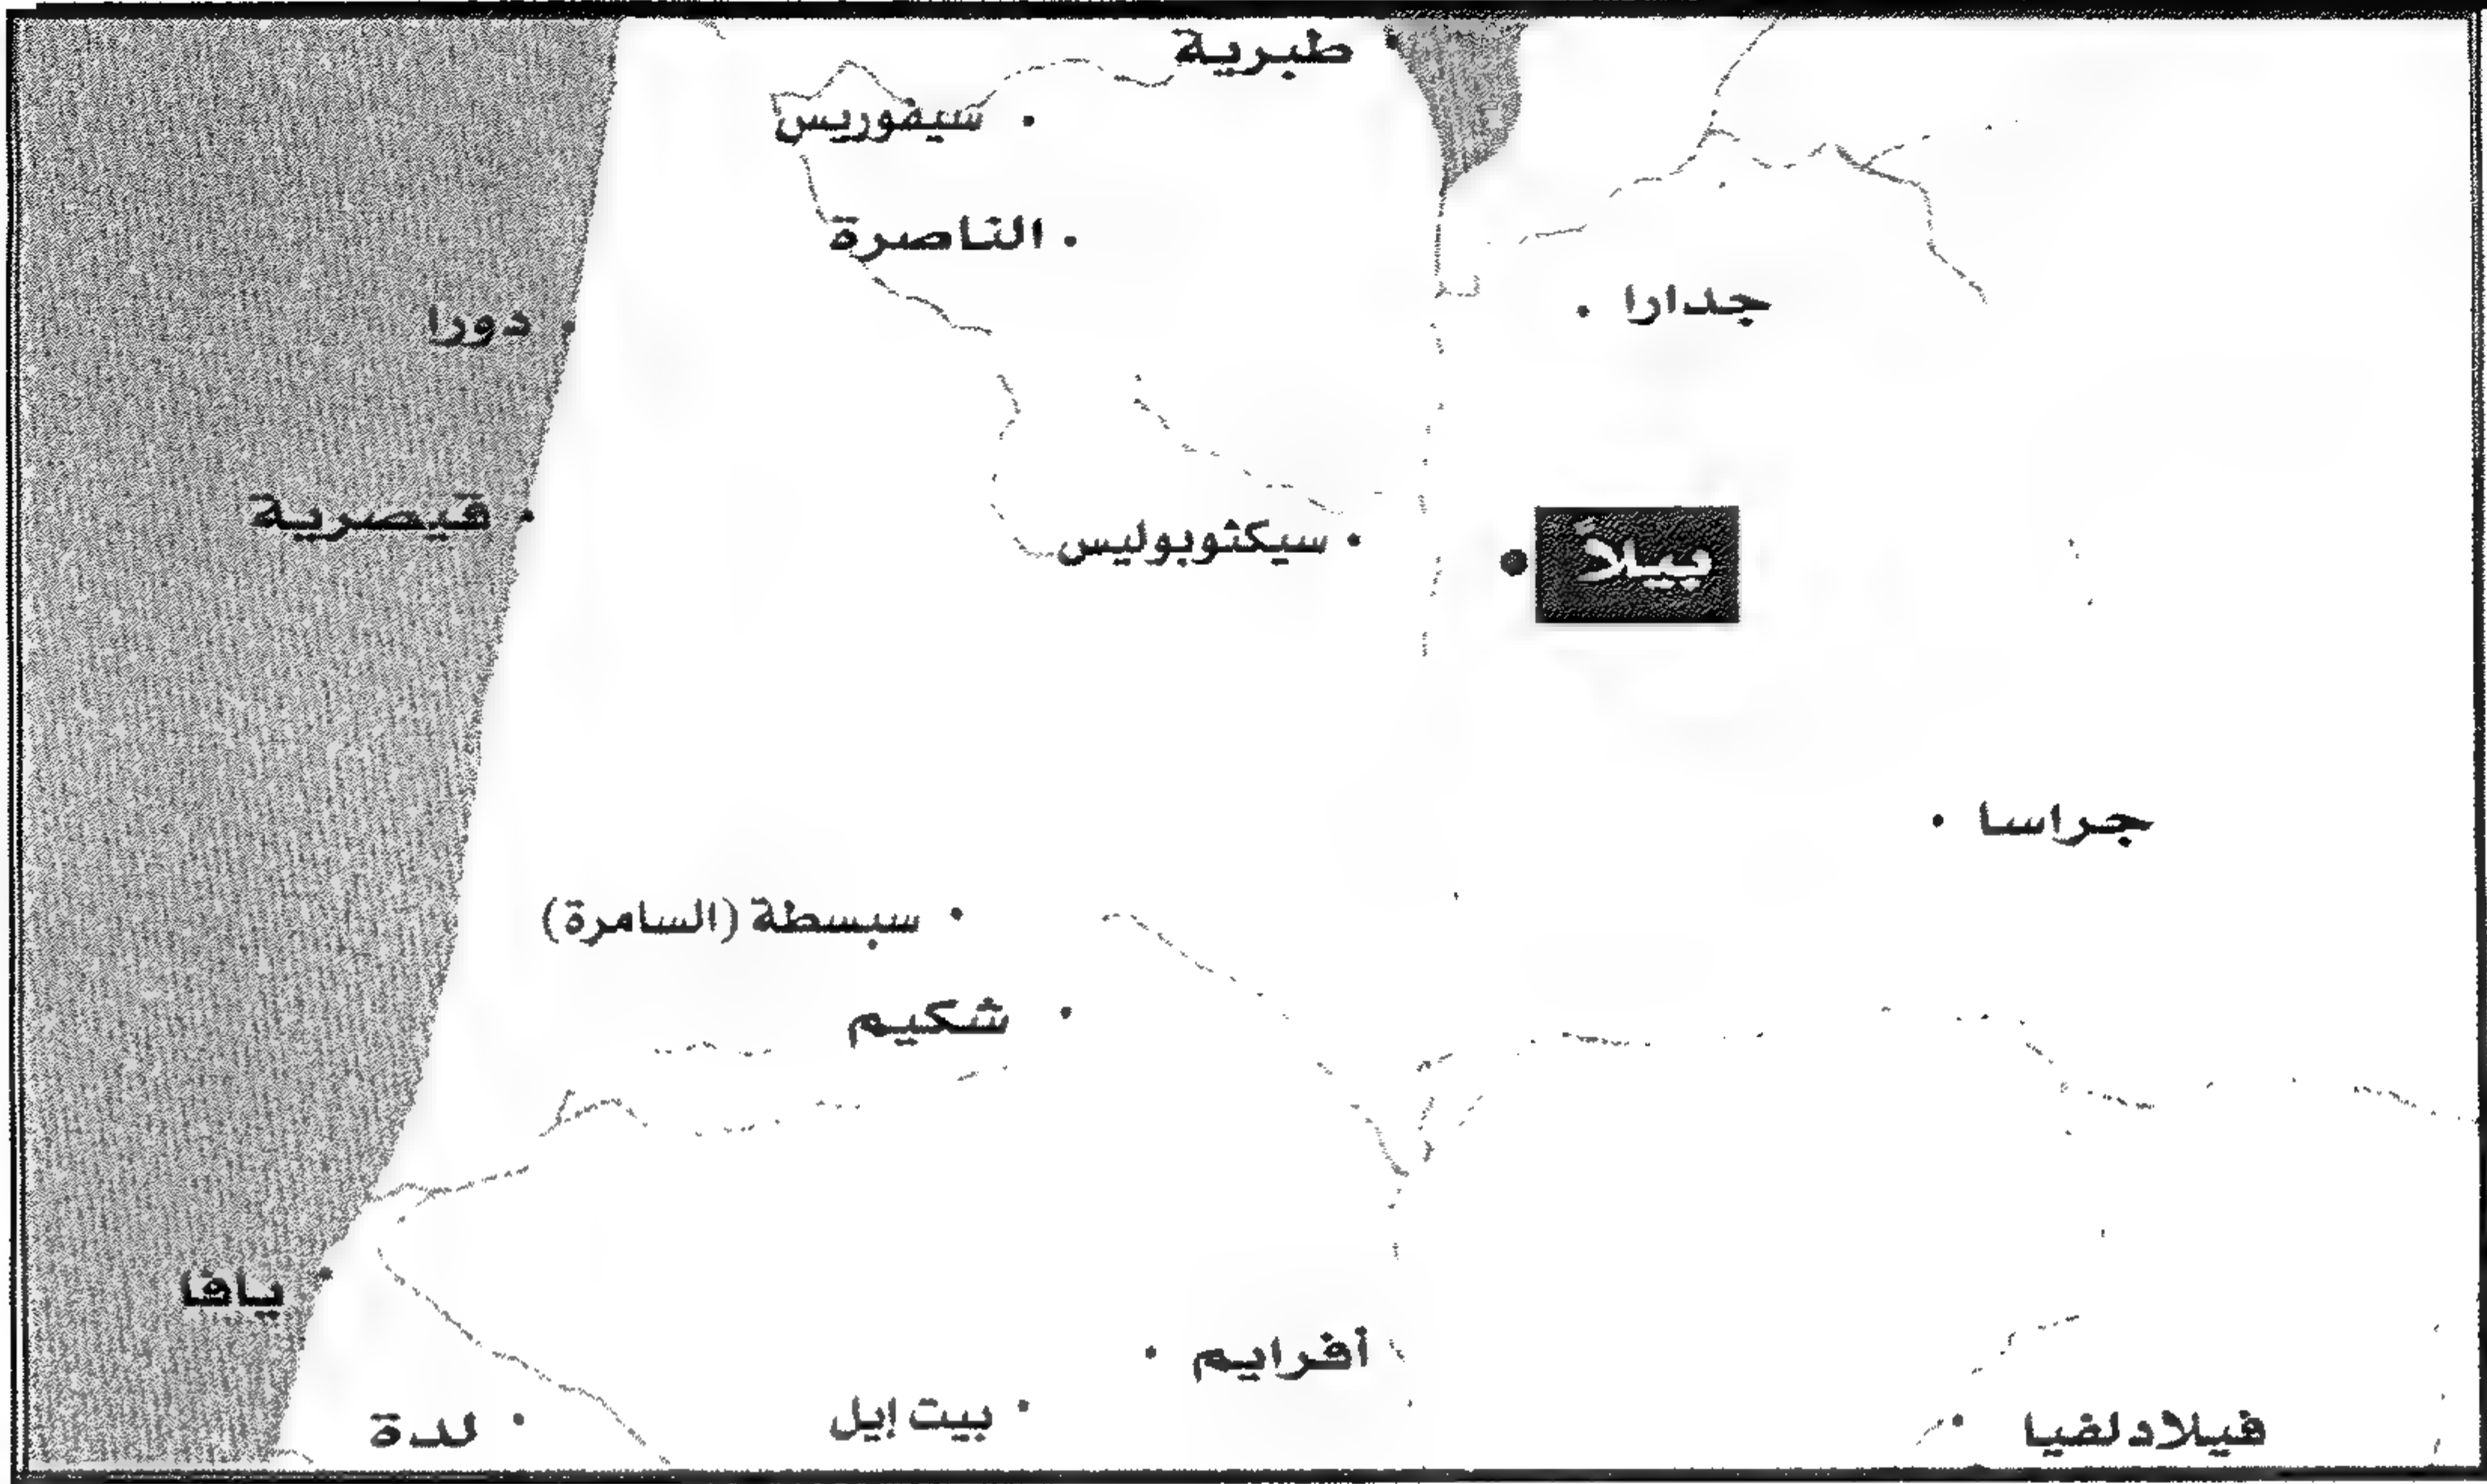 طبرية
سيفوريس
الناصرة
جدارا
دورا
قيصرية
سيكثوبوليس
بيلاً
جراسا
سبسطة (السامرة)
شكيم
يافا
أفرايم
بيت إيل
لدة
فيلادلفيا